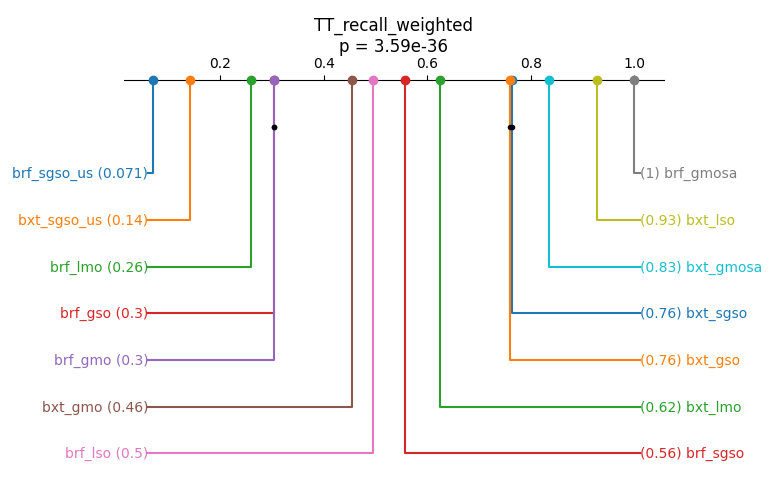 TT_recall_weighted
p = 3.59e-36
0.2 0.4 0.6 0.8 1.0
brf_sgso_us (0.071) (1) brf_gmosa
bxt_sgso_us (0.14) (0.93) bxt_lso
brf_lmo (0.26) (0.83) bxt_gmosa
brf_gso (0.3) (0.76) bxt_sgso
brf_gmo (0.3) (0.76) bxt_gso
bxt_gmo (0.46) (0.62) bxt_lmo
brf_lso (0.5) (0.56) brf_sgso